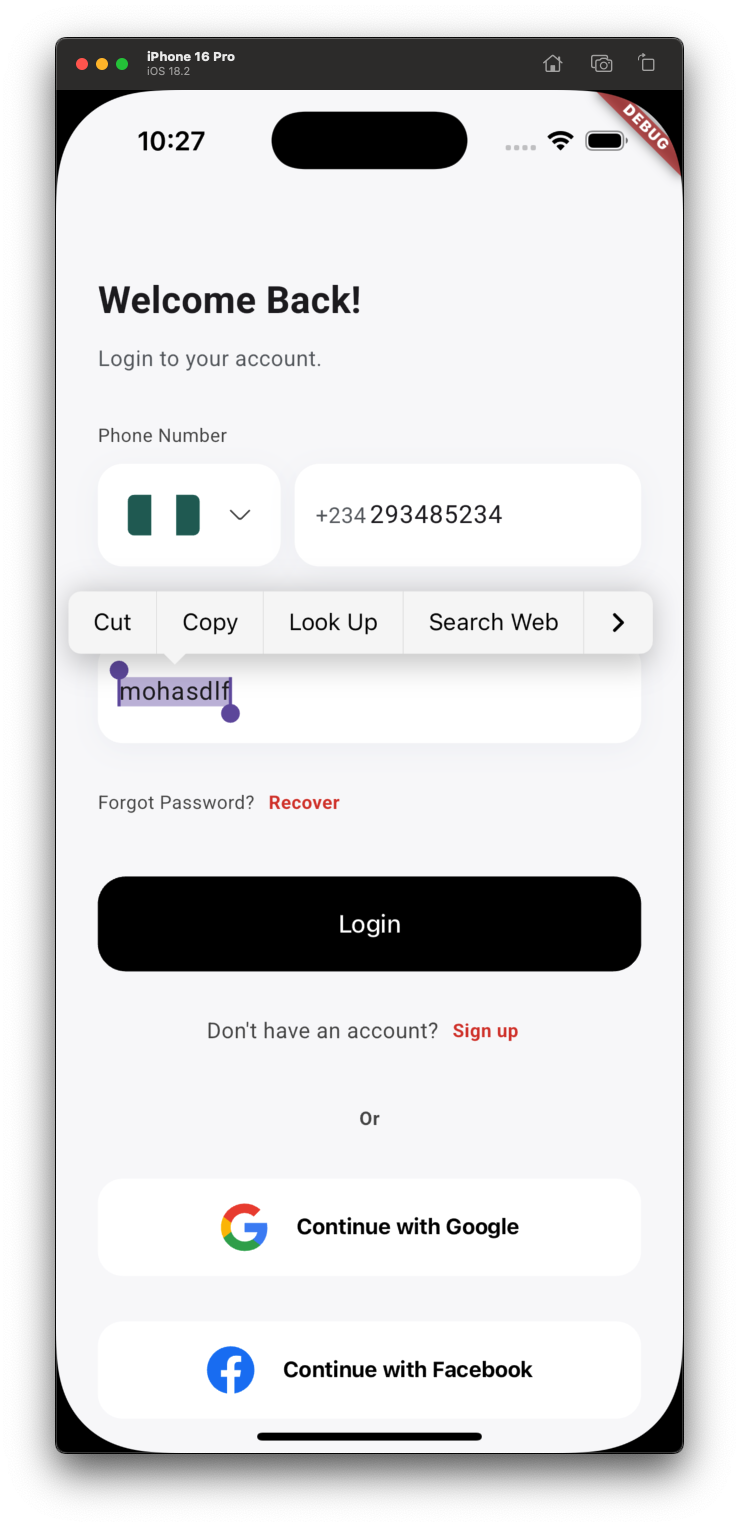 iPhone 16 Pro
iOS 18.2
10:27
DEBUG
Welcome Back!
Login to your account.
Phone Number
+234 293485234
Cut Copy Look Up Search Web
mohasdlf
Forgot Password? Recover
Login
Don't have an account? Sign up
Or
Continue with Google
Continue with Facebook